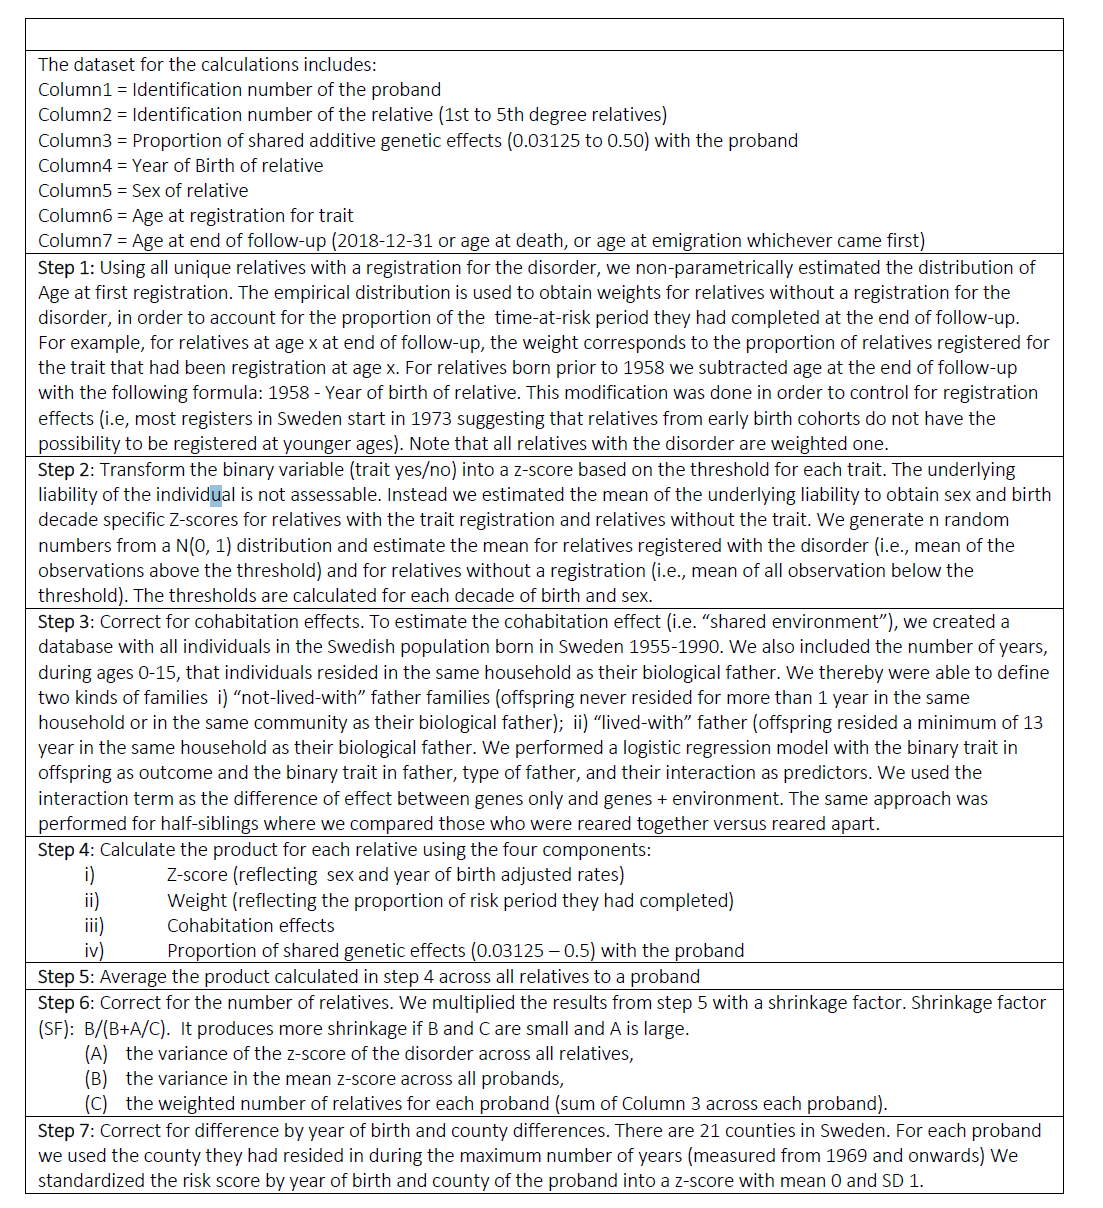 The dataset for the calculations includes:
Column1 = Identification number of the proband
Column2 = Identification number of the relative (1st to 5th degree relatives)
Column3 = Proportion of shared additive genetic effects (0.03125 to 0.50) with the proband
Column4 = Year of Birth of relative
Column5 = Sex of relative
Column6 = Age at registration for trait
Column7 = Age at end of follow-up (2018-12-31 or age at death, or age at emigration whichever came first)
Step 1: Using all unique relatives with a registration for the disorder, we non-parametrically estimated the distribution of
Age at first registration. The empirical distribution is used to obtain weights for relatives without a registration for the
disorder, in order to account for the proportion of the  time-at-risk period they had completed at the end of follow-up.
For example, for relatives at age x at end of follow-up, the weight corresponds to the proportion of relatives registered for
the trait that had been registration at age x. For relatives born prior to 1958 we subtracted age at the end of follow-up
with the following formula: 1958 - Year of birth of relative. This modification was done in order to control for registration
effects (i.e, most registers in Sweden start in 1973 suggesting that relatives from early birth cohorts do not have the
possibility to be registered at younger ages). Note that all relatives with the disorder are weighted one.
Step 2: Transform the binary variable (trait yes/no) into a z-score based on the threshold for each trait. The underlying
liability of the individual is not assessable. Instead we estimated the mean of the underlying liability to obtain sex and birth
decade specific Z-scores for relatives with the trait registration and relatives without the trait. We generate n random
numbers from a N(0, 1) distribution and estimate the mean for relatives registered with the disorder (i.e., mean of the
observations above the threshold) and for relatives without a registration (i.e., mean of all observation below the
threshold). The thresholds are calculated for each decade of birth and sex.
Step 3: Correct for cohabitation effects. To estimate the cohabitation effect (i.e. “shared environment”), we created a
database with all individuals in the Swedish population born in Sweden 1955-1990. We also included the number of years,
during ages 0-15, that individuals resided in the same household as their biological father. We thereby were able to define
two kinds of families  i) “not-lived-with” father families (offspring never resided for more than 1 year in the same
household or in the same community as their biological father);  ii) “lived-with” father (offspring resided a minimum of 13
year in the same household as their biological father. We performed a logistic regression model with the binary trait in
offspring as outcome and the binary trait in father, type of father, and their interaction as predictors. We used the
interaction term as the difference of effect between genes only and genes + environment. The same approach was
performed for half-siblings where we compared those who were reared together versus reared apart.
Step 4: Calculate the product for each relative using the four components:
i) Z-score (reflecting  sex and year of birth adjusted rates)
ii) Weight (reflecting the proportion of risk period they had completed)
iii) Cohabitation effects
iv) Proportion of shared genetic effects (0.03125 – 0.5) with the proband
Step 5: Average the product calculated in step 4 across all relatives to a proband
Step 6: Correct for the number of relatives. We multiplied the results from step 5 with a shrinkage factor. Shrinkage factor
(SF):  B/(B+A/C).  It produces more shrinkage if B and C are small and A is large.
(A) the variance of the z-score of the disorder across all relatives,
(B) the variance in the mean z-score across all probands,
(C) the weighted number of relatives for each proband (sum of Column 3 across each proband).
Step 7: Correct for difference by year of birth and county differences. There are 21 counties in Sweden. For each proband
we used the county they had resided in during the maximum number of years (measured from 1969 and onwards) We
standardized the risk score by year of birth and county of the proband into a z-score with mean 0 and SD 1.